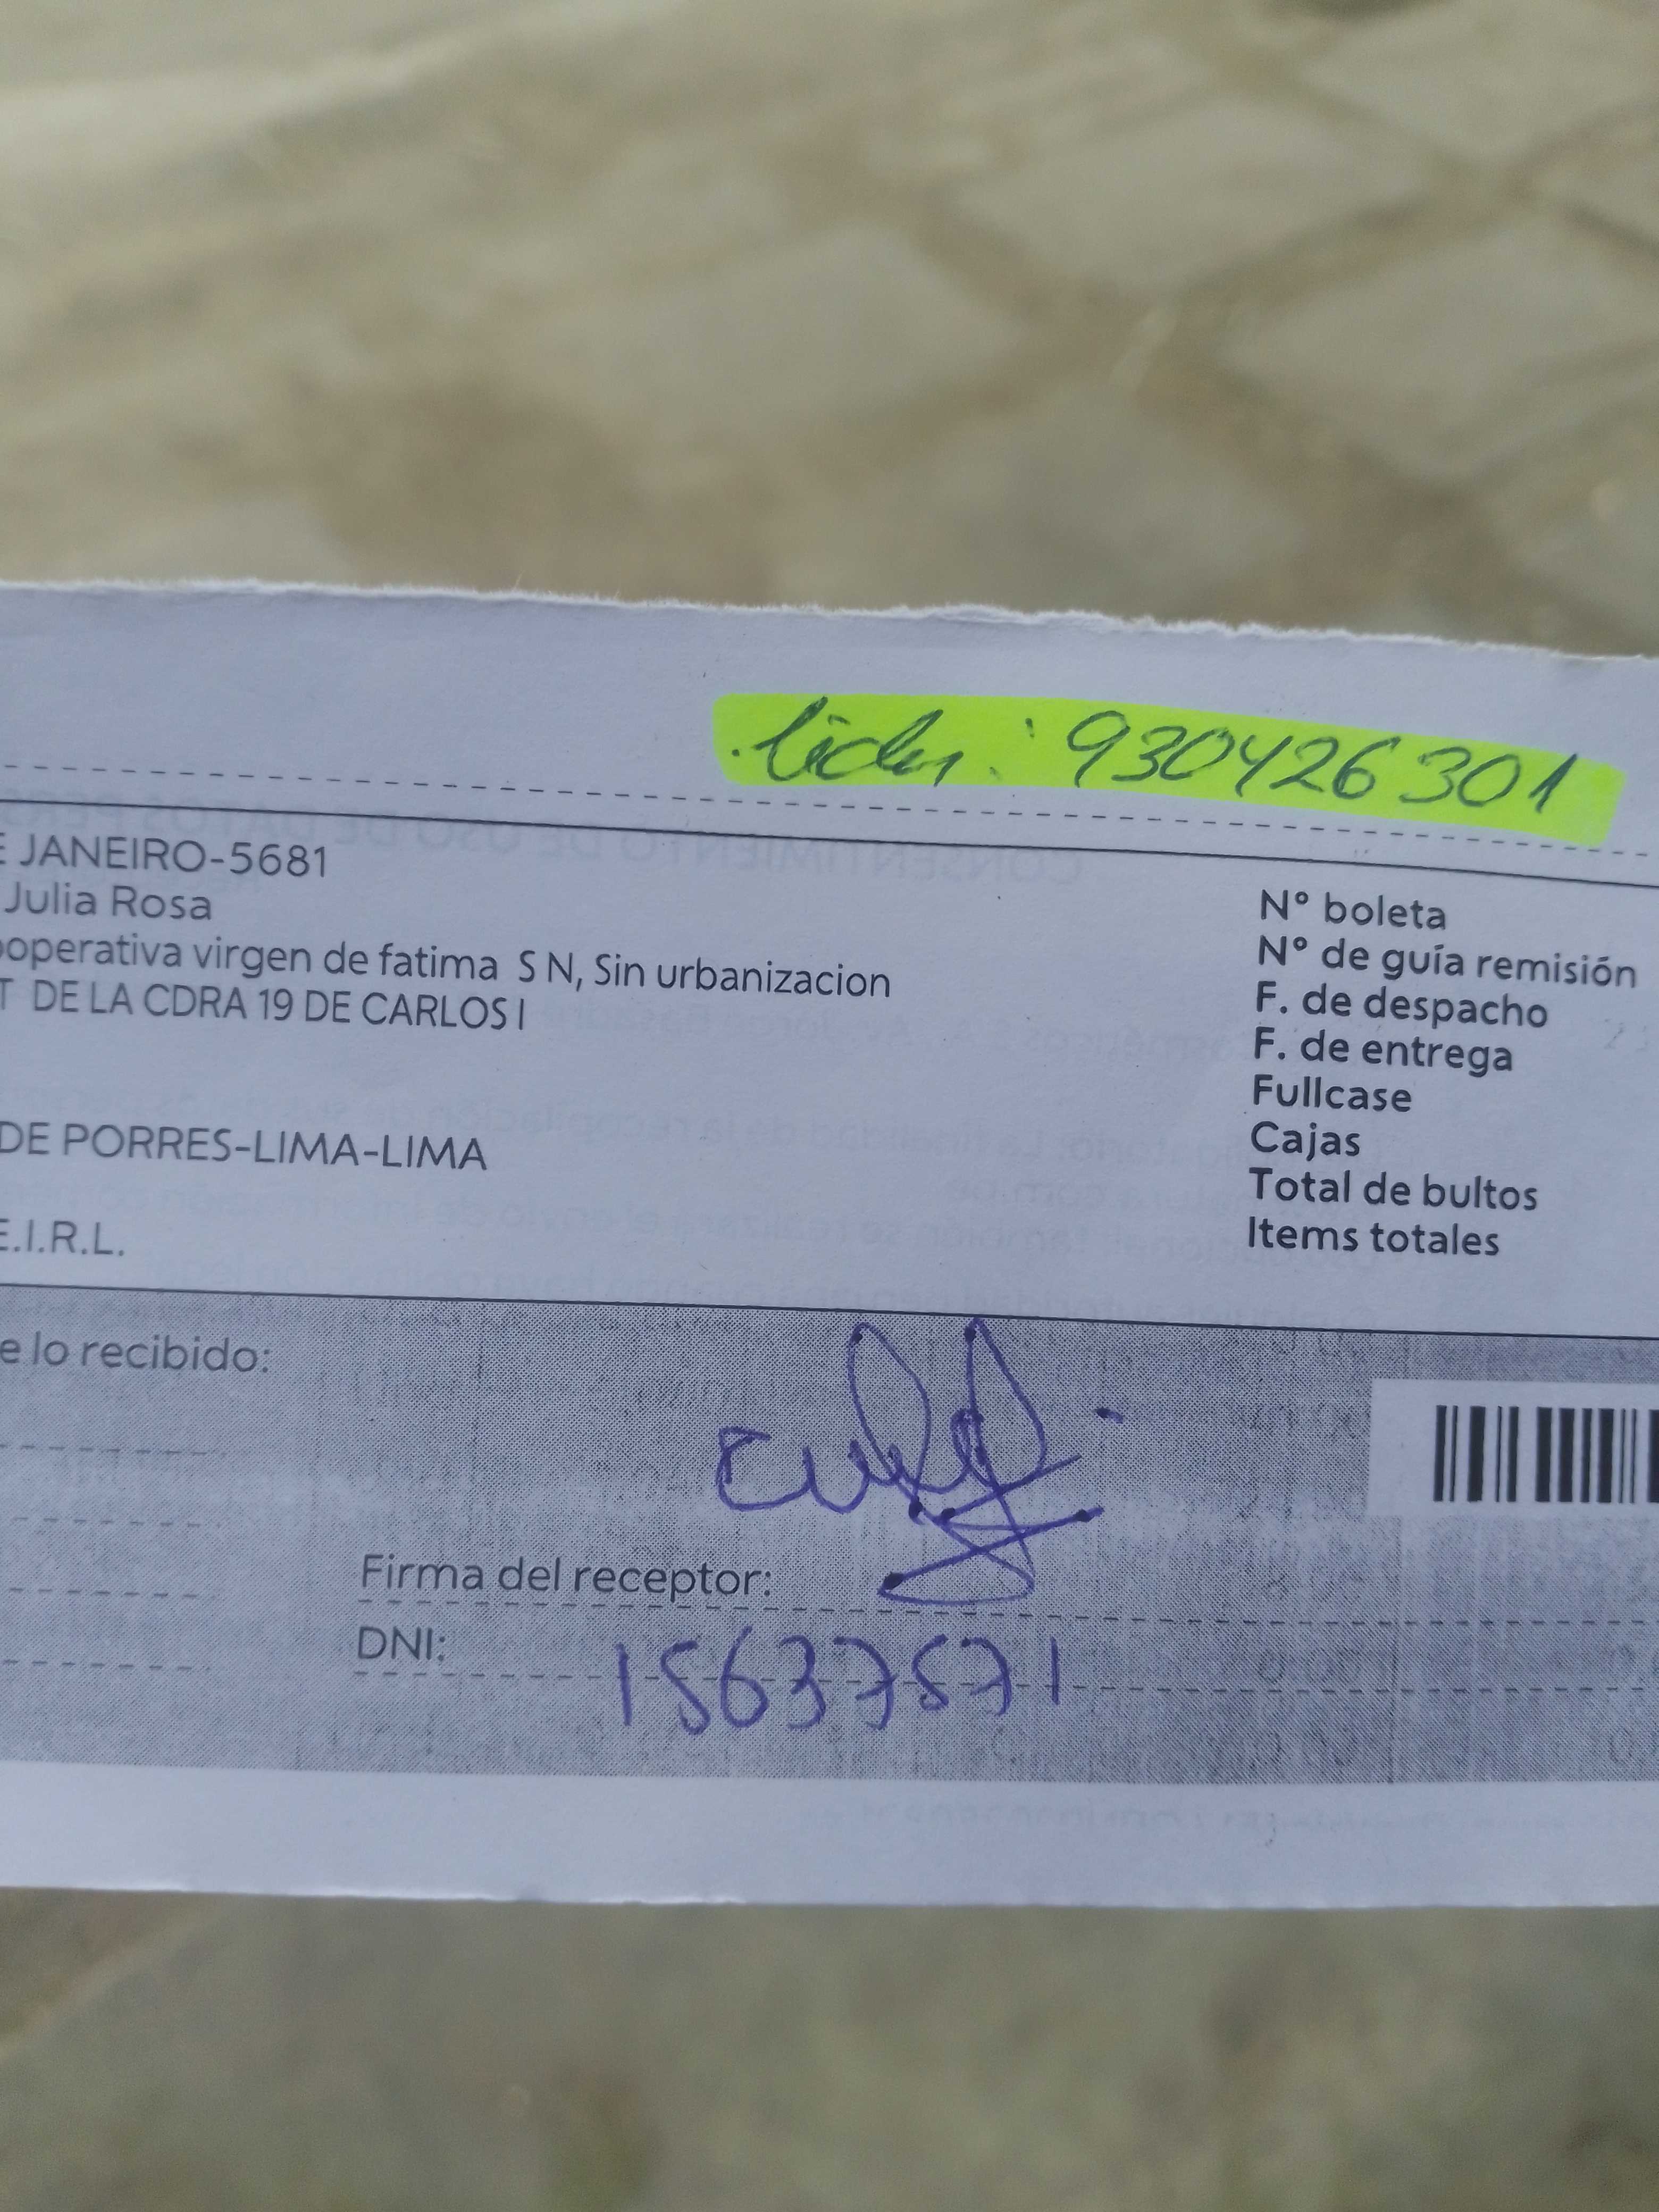 lider: 930426301
E JANEIRO-5681
Julia Rosa
ooperativa virgen de fatima S N, Sin urbanizacion
T DE LA CDRA 19 DE CARLOS I
DE PORRES-LIMA-LIMA
E.I.R.L.
N° boleta
N° de guía remisión
F. de despacho
F. de entrega
Fullcase
Cajas
Total de bultos
Items totales
e lo recibido:
Firma del receptor:
DNI: 15637571